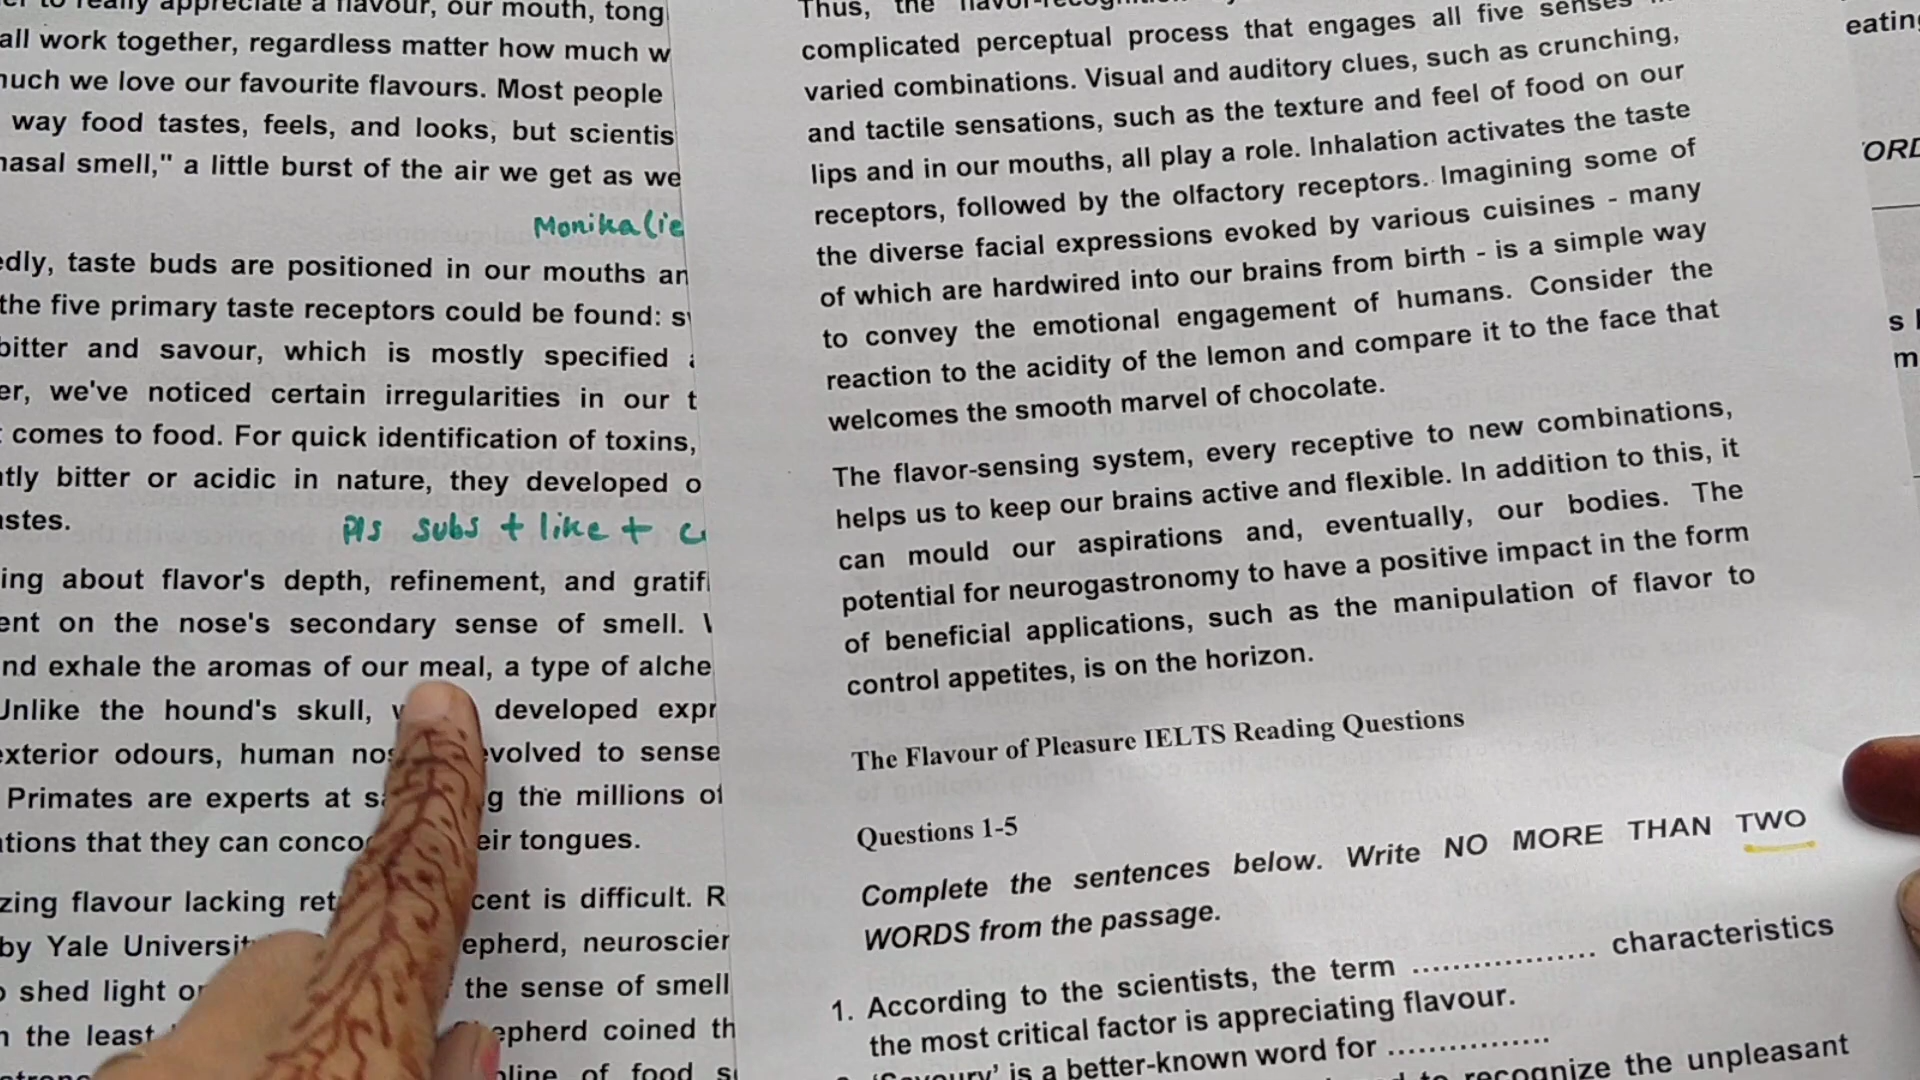 really appreciate a flavour, our mouth, tong
all work together, regardless matter how much w
much we love our favourite flavours. Most people
way food tastes, feels, and looks, but scientis
nasal smell," a little burst of the air we get as we
Monika (ie
edly, taste buds are positioned in our mouths an
the five primary taste receptors could be found: s
bitter and savour, which is mostly specified
er, we've noticed certain irregularities in our t
comes to food. For quick identification of toxins,
ntly bitter or acidic in nature, they developed o
astes.
Pls subs + like + c
ing about flavor's depth, refinement, and gratifi
ent on the nose's secondary sense of smell.
nd exhale the aromas of our meal, a type of alche
Unlike the hound's skull, developed expr
exterior odours, human evolved to sense
Primates are experts at the millions of
tions that they can their tongues.
zing flavour lacking cent is difficult. R
by Yale Universit epherd, neuroscier
shed light the sense of smell
the least Shepherd coined th
of food
Thus, the
complicated perceptual process that engages all five senses
varied combinations. Visual and auditory clues, such as crunching,
and tactile sensations, such as the texture and feel of food on our
lips and in our mouths, all play a role. Inhalation activates the taste
receptors, followed by the olfactory receptors. Imagining some of
the diverse facial expressions evoked by various cuisines - many
of which are hardwired into our brains from birth - is a simple way
to convey the emotional engagement of humans. Consider the
reaction to the acidity of the lemon and compare it to the face that
welcomes the smooth marvel of chocolate.
The flavor-sensing system, every receptive to new combinations,
helps us to keep our brains active and flexible. In addition to this, it
can mould our aspirations and, eventually, our bodies. The
potential for neurogastronomy to have a positive impact in the form
of beneficial applications, such as the manipulation of flavor to
control appetites, is on the horizon.
The Flavour of Pleasure IELTS Reading Questions
Questions 1-5
Complete the sentences below. Write NO MORE THAN TWO
WORDS from the passage.
1. According to the scientists, the term .................. characteristics
the most critical factor is appreciating flavour.
is a better-known word for ................
to recognize the unpleasant
eating
ORD
s
m